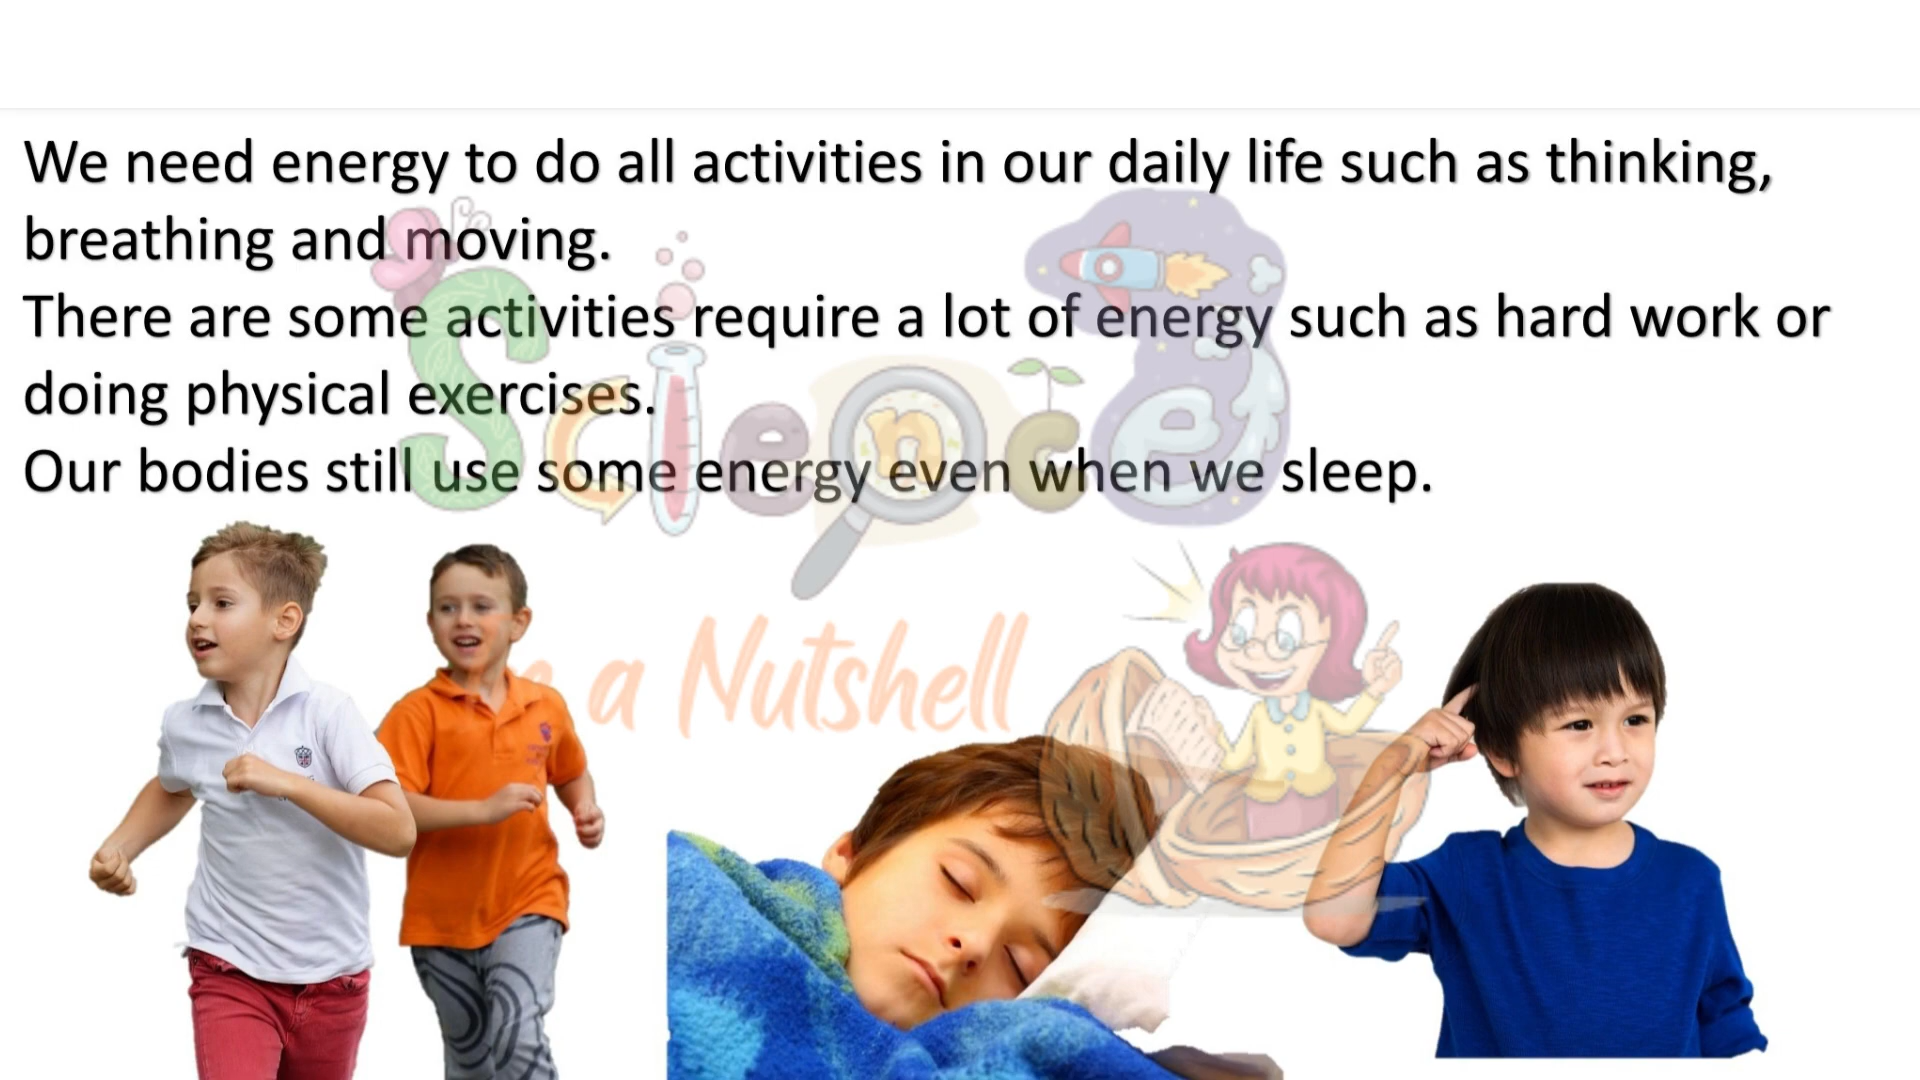 We need energy to do all activities in our daily life such as thinking,
breathing and moving.
There are some activities require a lot of energy such as hard work or
doing physical exercises.
Our bodies still use some energy even when we sleep.
Science
a Nutshell